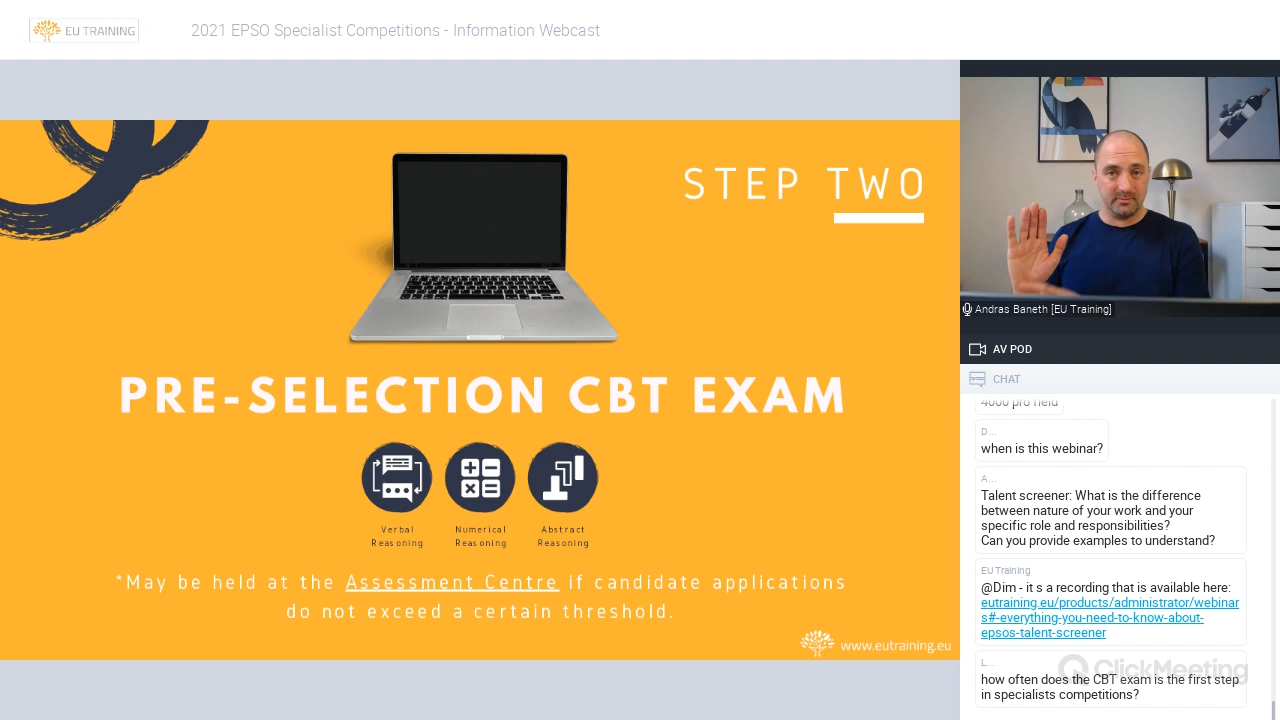 EU TRAINING
2021 EPSO Specialist Competitions - Information Webcast
STEP TWO
PRE-SELECTION CBT EXAM
Verbal
Reasoning
Numerical
Reasoning
Abstract
Reasoning
*May be held at the Assessment Centre if candidate applications
do not exceed a certain threshold.
www.eutraining.eu
Andras Baneth [EU Training]
AV POD
CHAT
4000 pro field
D...
when is this webinar?
A...
Talent screener: What is the difference
between nature of your work and your
specific role and responsibilities?
Can you provide examples to understand?
EU Training
@Dim - it s a recording that is available here:
eutraining.eu/products/administrator/webinar
s#-everything-you-need-to-know-about-
epsos-talent-screener
L...
how often does the CBT exam is the first step
in specialists competitions?
ClickMeeting